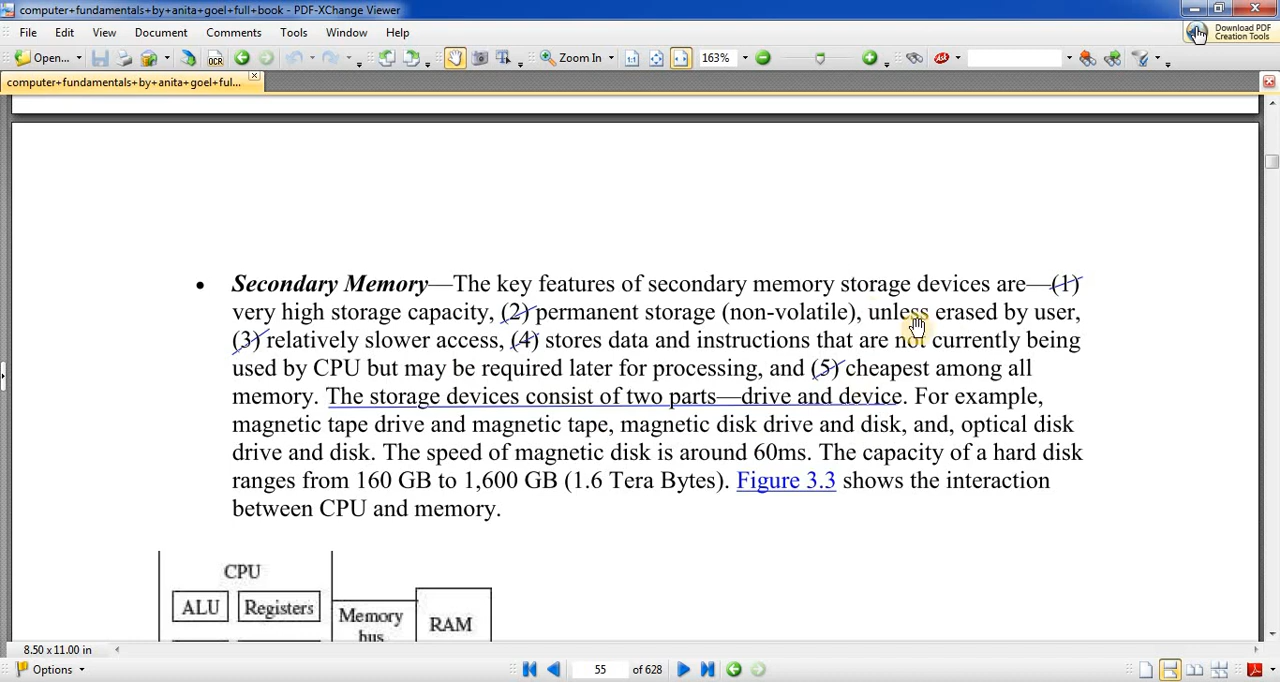 computer+fundamentals+by+anita+goel+full+book - PDF-XChange Viewer
File Edit View Document Comments Tools Window Help
Download PDF
Creation Tools
Open... OCR Zoom In 163%
computer+fundamentals+by+anita+goel+ful...
• Secondary Memory—The key features of secondary memory storage devices are—(1)
very high storage capacity, (2) permanent storage (non-volatile), unless erased by user,
(3) relatively slower access, (4) stores data and instructions that are not currently being
used by CPU but may be required later for processing, and (5) cheapest among all
memory. The storage devices consist of two parts—drive and device. For example,
magnetic tape drive and magnetic tape, magnetic disk drive and disk, and, optical disk
drive and disk. The speed of magnetic disk is around 60ms. The capacity of a hard disk
ranges from 160 GB to 1,600 GB (1.6 Tera Bytes). Figure 3.3 shows the interaction
between CPU and memory.
CPU
ALU Registers
Memory
bus
RAM
8.50 x 11.00 in
Options 55 of 628